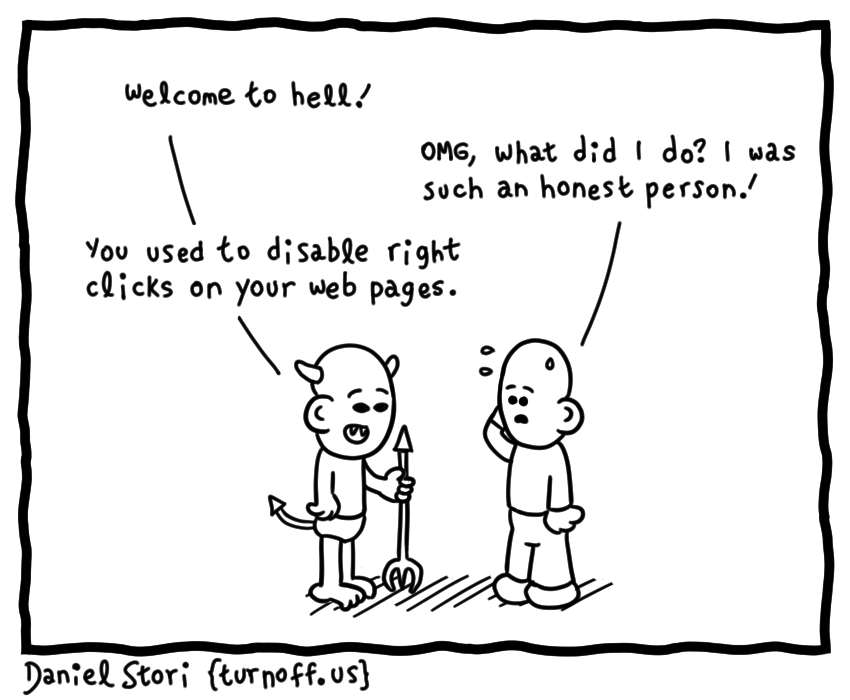 Welcome to hell!
OMG, what did I do? I was
such an honest person!
You used to disable right
clicks on your web pages.
Daniel Stori {turnoff.us}